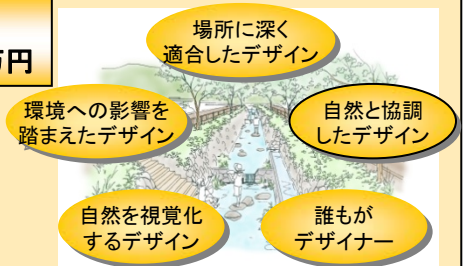 万円
場所に深く
適合したデザイン
環境への影響を
踏まえたデザイン
自然と協調
したデザイン
自然を視覚化
するデザイン
誰もが
デザイナー